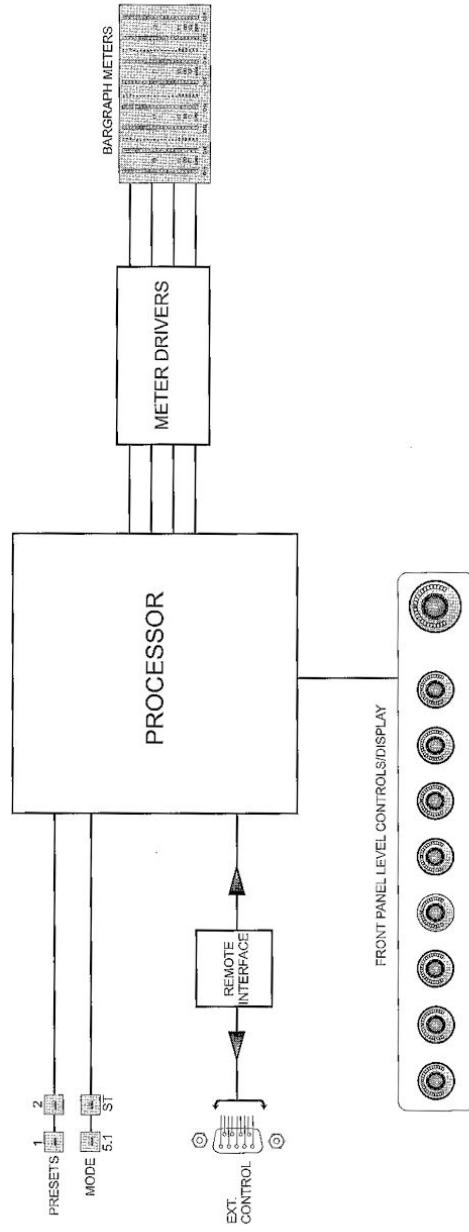 BARGRAPH METERS
METER DRIVERS
PROCESSOR
FRONT PANEL LEVEL CONTROLS/DISPLAY
REMOTE
INTERFACE
PRESETS
1
2
MODE
5.1
ST
EXT.
CONTROL